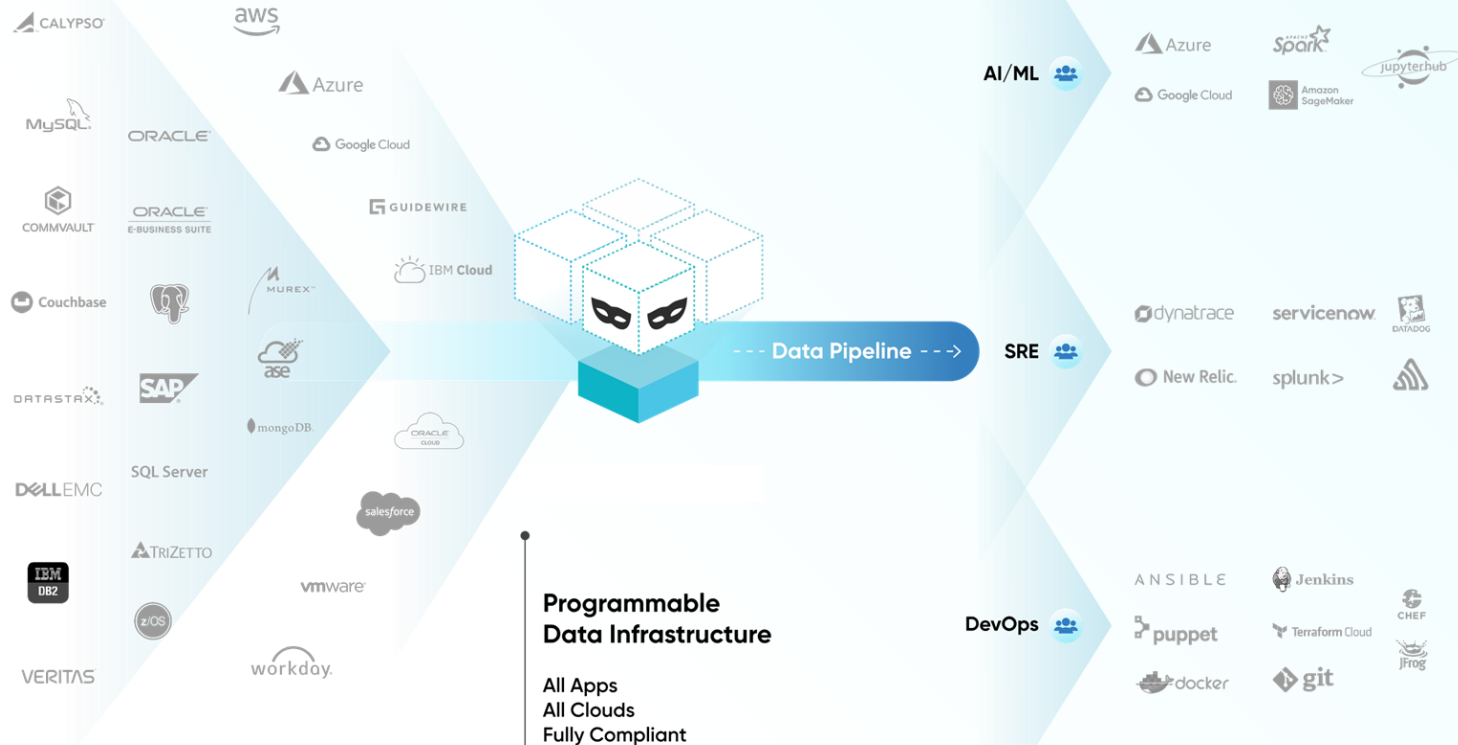 CALYPSO
aws
Azure
MySQL
ORACLE
Google Cloud
COMMVAULT
ORACLE
E-BUSINESS SUITE
GUIDEWIRE
IBM Cloud
MUREX
Couchbase
ase
SAP
DATASTAX
mongoDB
ORACLE
CLOUD
SQL Server
DELLEMC
salesforce
TRIZETTO
IBM
DB2
vmware
z/OS
workday.
VERITAS
Data Pipeline
Programmable
Data Infrastructure
All Apps
All Clouds
Fully Compliant
AI/ML
Azure
APACHE
Spark
jupyterhub
Google Cloud
Amazon
SageMaker
SRE
dynatrace
servicenow
DATADOG
New Relic.
splunk>
DevOps
ANSIBLE
Jenkins
CHEF
puppet
Terraform Cloud
JFrog
docker
git